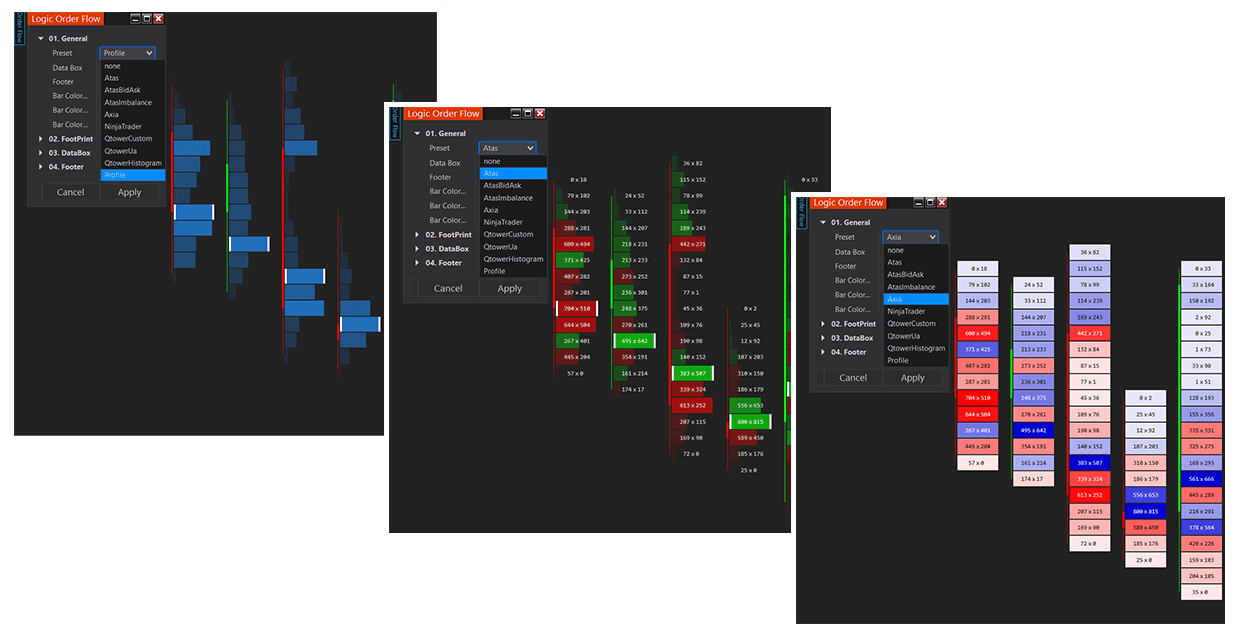 Order Flow
Logic Order Flow
01. General
Preset Profile
Data Box
Footer
Bar Color...
Bar Color...
Bar Color...
02. FootPrint
03. DataBox
04. Footer
none
Atas
AtasBidAsk
AtasImbalance
Axia
NinjaTrader
QtowerCustom
QtowerUa
QtowerHistogram
Profile
Cancel Apply
Order Flow
Logic Order Flow
01. General
Preset Atas
Data Box
Footer
Bar Color...
Bar Color...
Bar Color...
02. FootPrint
03. DataBox
04. Footer
none
Atas
AtasBidAsk
AtasImbalance
Axia
NinjaTrader
QtowerCustom
QtowerUa
QtowerHistogram
Profile
Cancel Apply
0 x 18
79 x 102
144 x 203
288 x 281
600 x 494
371 x 425
407 x 282
287 x 201
704 x 510
644 x 504
267 x 401
445 x 204
57 x 0
24 x 52
33 x 112
144 x 207
218 x 231
213 x 233
273 x 252
236 x 301
248 x 375
270 x 261
495 x 642
354 x 191
161 x 214
174 x 17
36 x 82
115 x 152
78 x 99
114 x 239
189 x 243
442 x 271
132 x 84
87 x 15
77 x 1
45 x 36
109 x 76
190 x 98
140 x 152
383 x 507
339 x 324
613 x 252
207 x 115
169 x 90
72 x 0
0 x 2
25 x 45
12 x 92
107 x 203
310 x 150
186 x 179
556 x 653
800 x 815
589 x 450
185 x 176
25 x 0
0 x 33
Order Flow
Logic Order Flow
01. General
Preset Axia
Data Box
Footer
Bar Color...
Bar Color...
Bar Color...
02. FootPrint
03. DataBox
04. Footer
none
Atas
AtasBidAsk
AtasImbalance
Axia
NinjaTrader
QtowerCustom
QtowerUa
QtowerHistogram
Profile
Cancel Apply
0 x 18
79 x 102
144 x 203
288 x 281
600 x 494
371 x 425
407 x 282
287 x 201
704 x 510
644 x 504
267 x 401
445 x 204
57 x 0
24 x 52
33 x 112
144 x 207
218 x 231
213 x 233
273 x 252
236 x 301
248 x 375
270 x 261
495 x 642
354 x 191
161 x 214
174 x 17
36 x 82
115 x 152
78 x 99
114 x 239
189 x 243
442 x 271
132 x 84
87 x 15
77 x 1
45 x 36
109 x 76
190 x 98
140 x 152
383 x 507
339 x 324
613 x 252
207 x 115
169 x 90
72 x 0
0 x 2
25 x 45
12 x 92
107 x 203
310 x 150
186 x 179
556 x 653
800 x 815
589 x 450
185 x 176
25 x 0
0 x 33
33 x 164
150 x 192
2 x 92
0 x 25
1 x 73
33 x 90
1 x 51
128 x 193
155 x 356
335 x 331
325 x 275
168 x 293
561 x 666
445 x 289
216 x 291
378 x 564
420 x 226
159 x 103
204 x 105
35 x 0